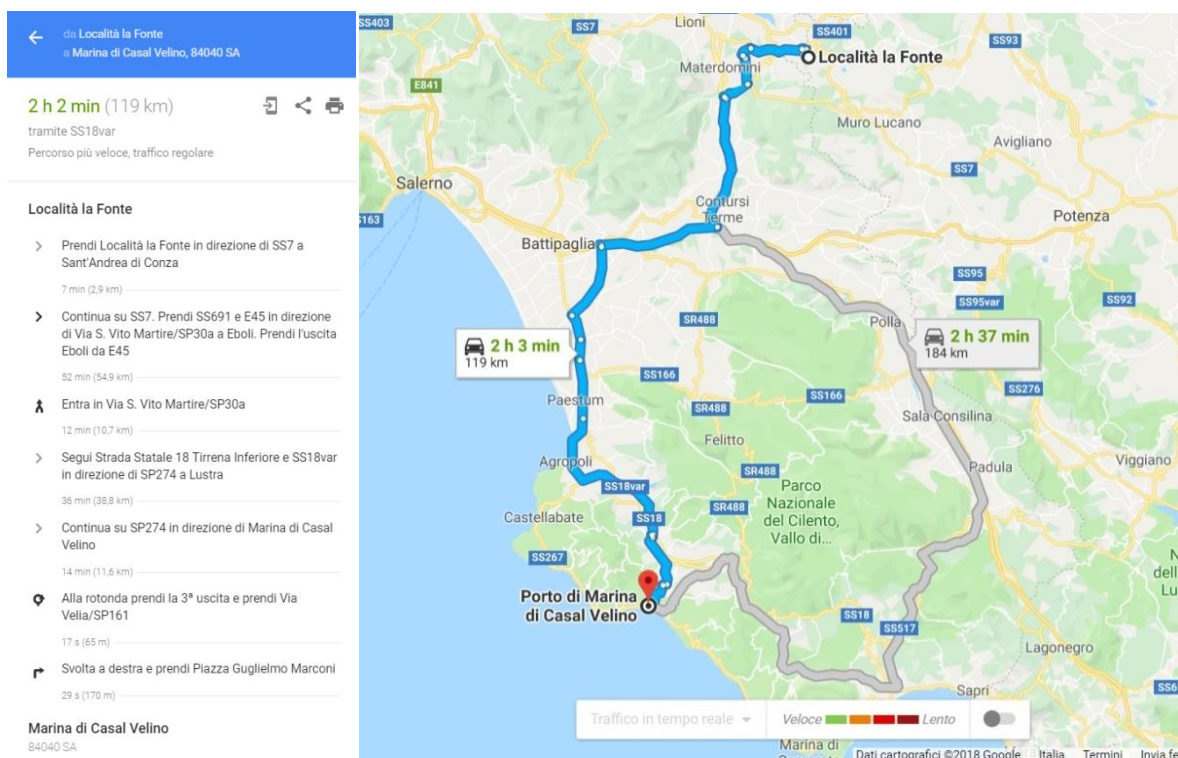 da Località la Fonte
a Marina di Casal Velino, 84040 SA
2 h 2 min (119 km)
tramite SS18var
Percorso più veloce, traffico regolare
Località la Fonte
Prendi Località la Fonte in direzione di SS7 a
Sant'Andrea di Conza
7 min (2,9 km)
Continua su SS7. Prendi SS691 e E45 in direzione
di Via S. Vito Martire/SP30a a Eboli. Prendi l'uscita
Eboli da E45
52 min (54,9 km)
Entra in Via S. Vito Martire/SP30a
12 min (10,7 km)
Segui Strada Statale 18 Tirrena Inferiore e SS18var
in direzione di SP274 a Lustra
36 min (38,8 km)
Continua su SP274 in direzione di Marina di Casal
Velino
14 min (11,6 km)
Alla rotonda prendi la 3ª uscita e prendi Via
Velia/SP161
17 s (65 m)
Svolta a destra e prendi Piazza Guglielmo Marconi
29 s (170 m)
Marina di Casal Velino
84040 SA
SS403
SS7
Lioni
SS401
SS93
Località la Fonte
Materdomini
E841
Muro Lucano
Avigliano
SS7
Salerno
Contursi
Terme
Potenza
SS163
Battipaglia
SS95
SS95var
SS92
SR488
Polla
2 h 3 min
119 km
2 h 37 min
184 km
SS166
SS276
Paestum
SR488
SS166
Sala Consilina
Felitto
Agropoli
SR488
Padula
Viggiano
SS18var
Parco
Nazionale
del Cilento,
Vallo di...
Castellabate
SS18
SS267
Porto di Marina
di Casal Velino
SS18
SS517
Lagonegro
Sapri
Traffico in tempo reale
Veloce
Lento
Marina di
Dati cartografici ©2018 Google
Italia
Termini